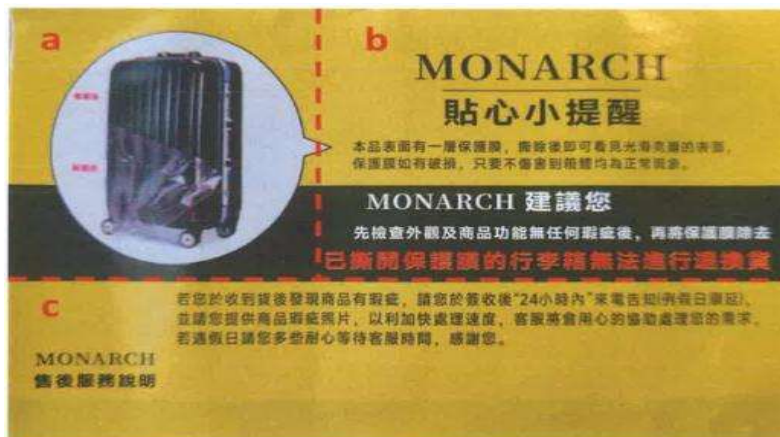 a
b
MONARCH
貼心小提醒
本品表面有一層保護膜，撕除後即可看見光滑亮麗的表面，
保護膜如有破損，只要不傷害到箱體均為正常現象。
MONARCH 建議您
先檢查外觀及商品功能無任何瑕疵後，再將保護膜除去
已撕開保護膜的行李箱無法進行退換貨
c
若您於收到貨後發現商品有瑕疵，請您於簽收後"24小時內"來電告知(例假日順延)，
並請您提供商品瑕疵照片，以利加快處理速度，客服將會用心的協助處理您的需求。
若遇假日請您多些耐心等待客服時間，感謝您。
MONARCH
售後服務說明